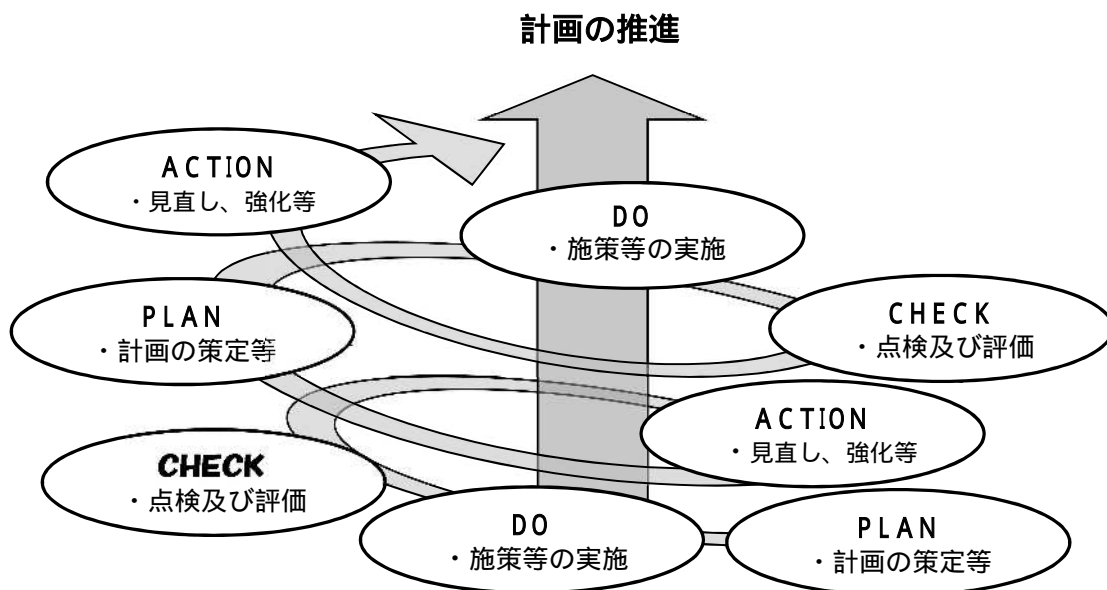 計画の推進
ACTION
・見直し、強化等
DO
・施策等の実施
CHECK
・点検及び評価
PLAN
・計画の策定等
ACTION
・見直し、強化等
CHECK
・点検及び評価
DO
・施策等の実施
PLAN
・計画の策定等